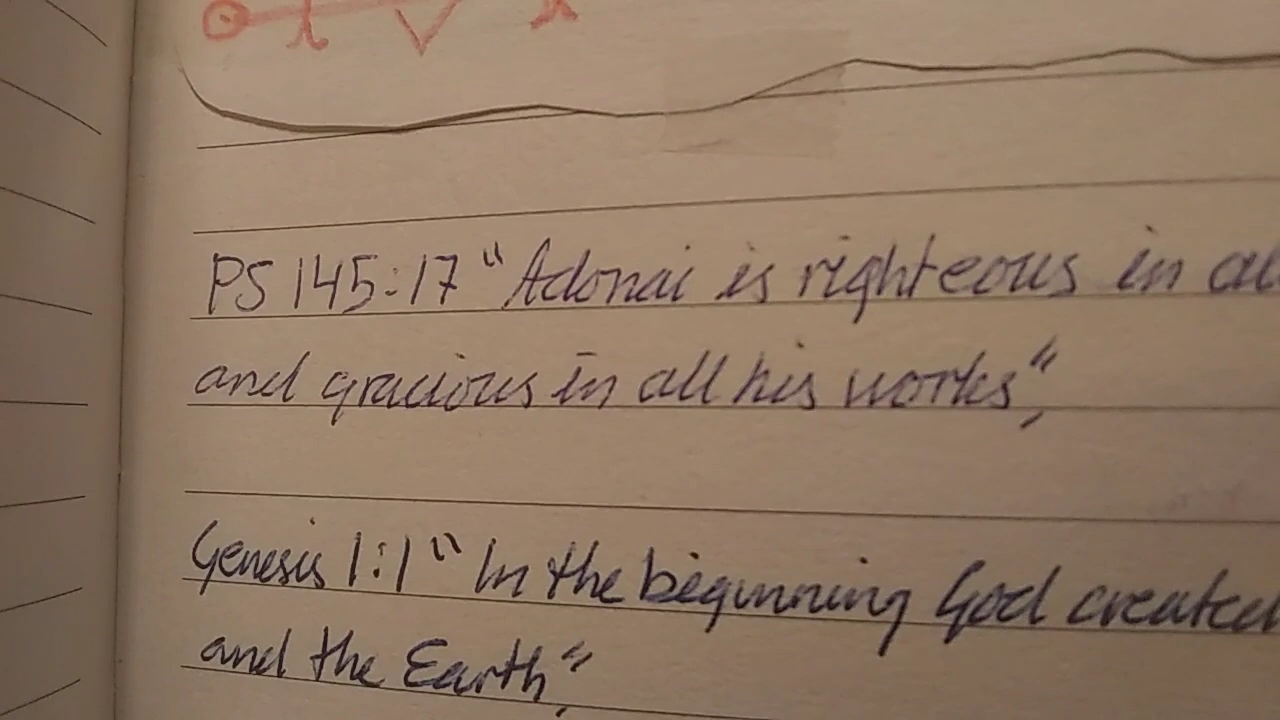 PS 145:17 "Adonai is righteous in
and gracious in all his works",
Genesis 1:1 "In the beginning God created
and the Earth",